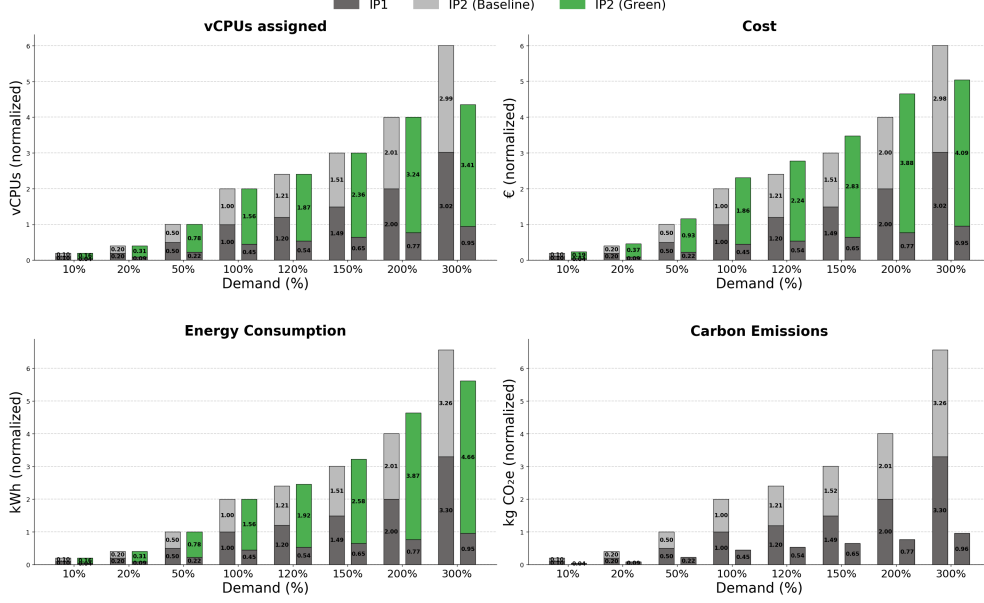 IP1 IP2 (Baseline) IP2 (Green)
vCPUs assigned
vCPUs (normalized)
6
5
4
3
2
1
0
0.20 0.20 0.31 0.09
0.50 0.50 0.78 0.22
1.00 1.00 1.56 0.45
1.21 1.20 1.87 0.54
1.51 1.49 2.36 0.65
2.01 2.00 3.24 0.77
2.99 3.02 3.41 0.95
10% 20% 50% 100% 120% 150% 200% 300%
Demand (%)
Cost
€ (normalized)
6
5
4
3
2
1
0
0.20 0.20 0.37 0.09
0.50 0.50 0.93 0.22
1.00 1.00 1.86 0.45
1.21 1.20 2.24 0.54
1.51 1.49 2.83 0.65
2.00 2.00 3.88 0.77
2.98 3.02 4.09 0.95
10% 20% 50% 100% 120% 150% 200% 300%
Demand (%)
Energy Consumption
kWh (normalized)
6
5
4
3
2
1
0
0.20 0.20 0.31 0.09
0.50 0.50 0.78 0.22
1.00 1.00 1.56 0.45
1.21 1.20 1.92 0.54
1.51 1.49 2.58 0.65
2.01 2.00 3.87 0.77
3.26 3.30 4.66 0.95
10% 20% 50% 100% 120% 150% 200% 300%
Demand (%)
Carbon Emissions
kg CO₂e (normalized)
6
5
4
3
2
1
0
0.20 0.20
0.50 0.50 0.22
1.00 1.00 0.45
1.21 1.20 0.54
1.52 1.49 0.65
2.01 2.00 0.77
3.26 3.30 0.96
10% 20% 50% 100% 120% 150% 200% 300%
Demand (%)